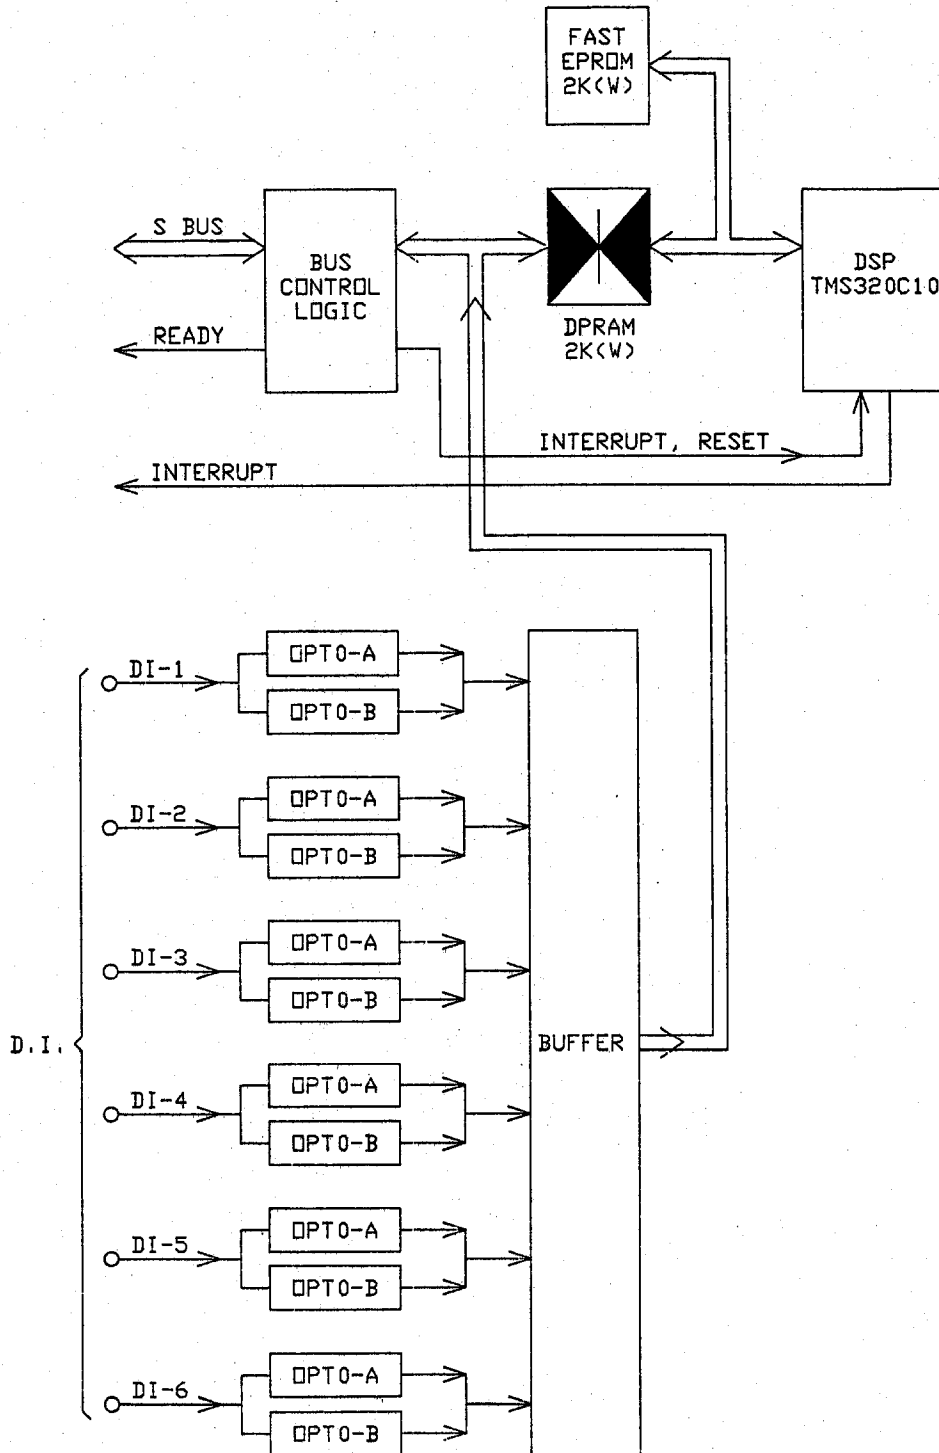 FAST
EPROM
2K(W)
S BUS
BUS
CONTROL
LOGIC
DSP
TMS320C10
READY
DPRAM
2K(W)
INTERRUPT, RESET
INTERRUPT
DI-1
OPTO-A
OPTO-B
DI-2
OPTO-A
OPTO-B
DI-3
OPTO-A
OPTO-B
D.I.
BUFFER
DI-4
OPTO-A
OPTO-B
DI-5
OPTO-A
OPTO-B
DI-6
OPTO-A
OPTO-B